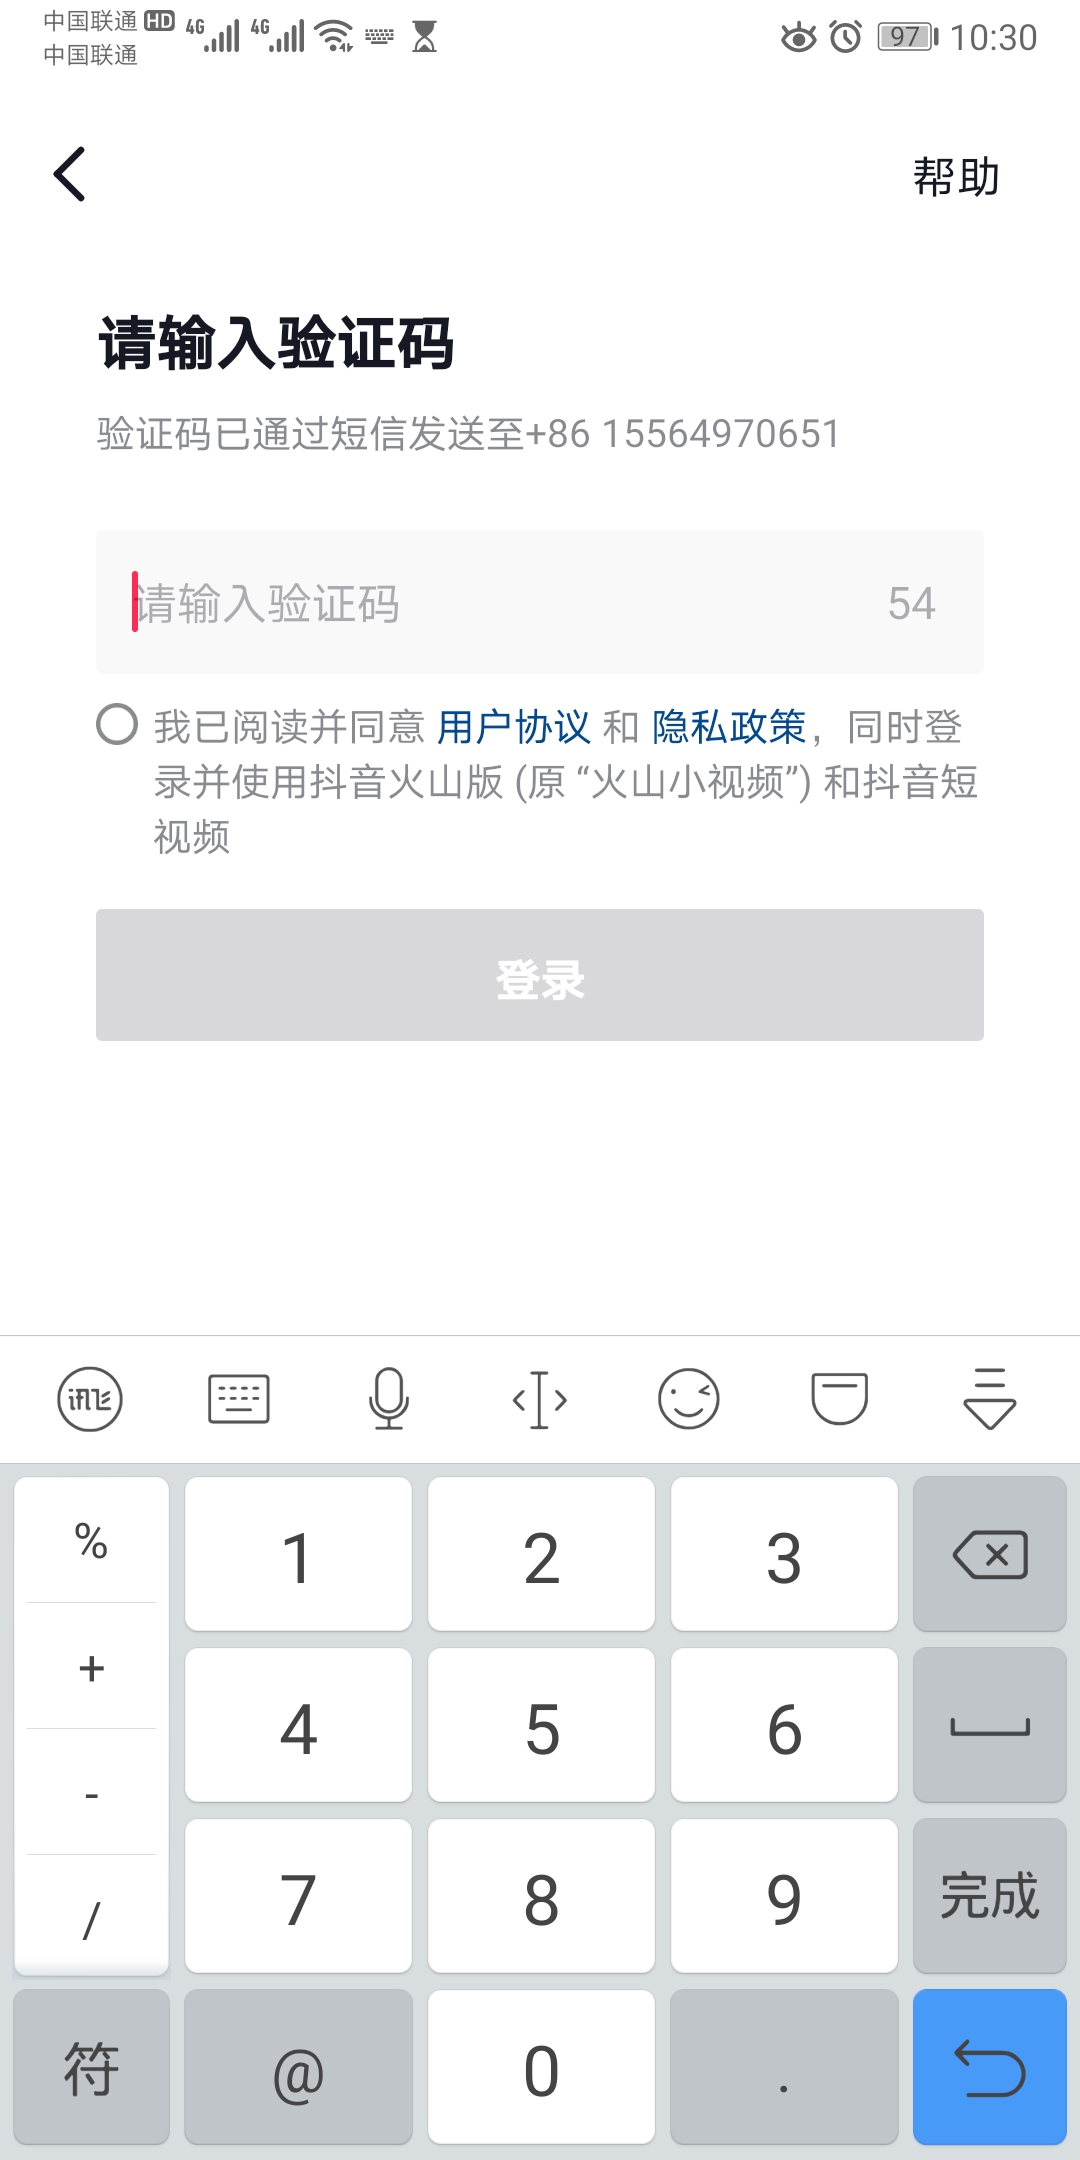 中国联通 HD 4G 4G
中国联通
97 10:30
帮助
请输入验证码
验证码已通过短信发送至+86 15564970651
请输入验证码 54
我已阅读并同意 用户协议 和 隐私政策，同时登
录并使用抖音火山版 (原 “火山小视频”) 和抖音短
视频
登录
% 1 2 3
+ 4 5 6
- 7 8 9 完成
/
符 @ 0 .